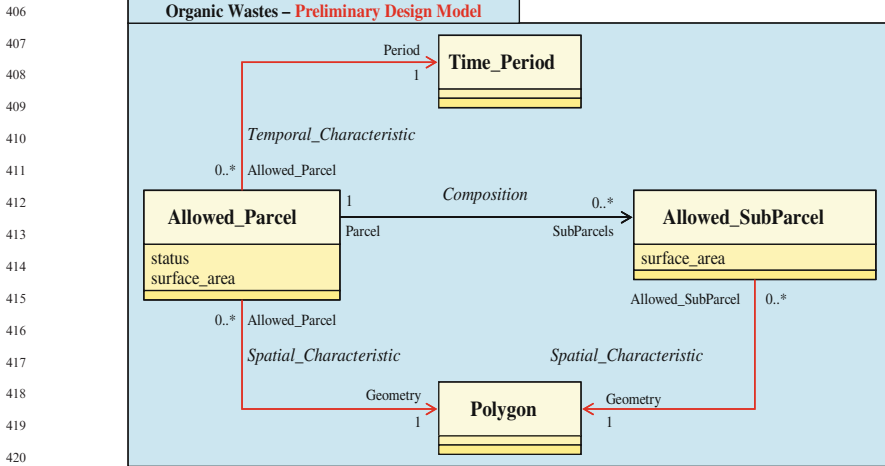 406
Organic Wastes – Preliminary Design Model
407
Period
Time_Period
408
1
409
410
Temporal_Characteristic
411
0..* Allowed_Parcel
412
1
Composition
0..*
Allowed_Parcel
Allowed_SubParcel
413
Parcel
SubParcels
414
status
surface_area
surface_area
415
Allowed_SubParcel 0..*
0..* Allowed_Parcel
416
417
Spatial_Characteristic
Spatial_Characteristic
418
Geometry
Polygon
Geometry
419
1
1
420